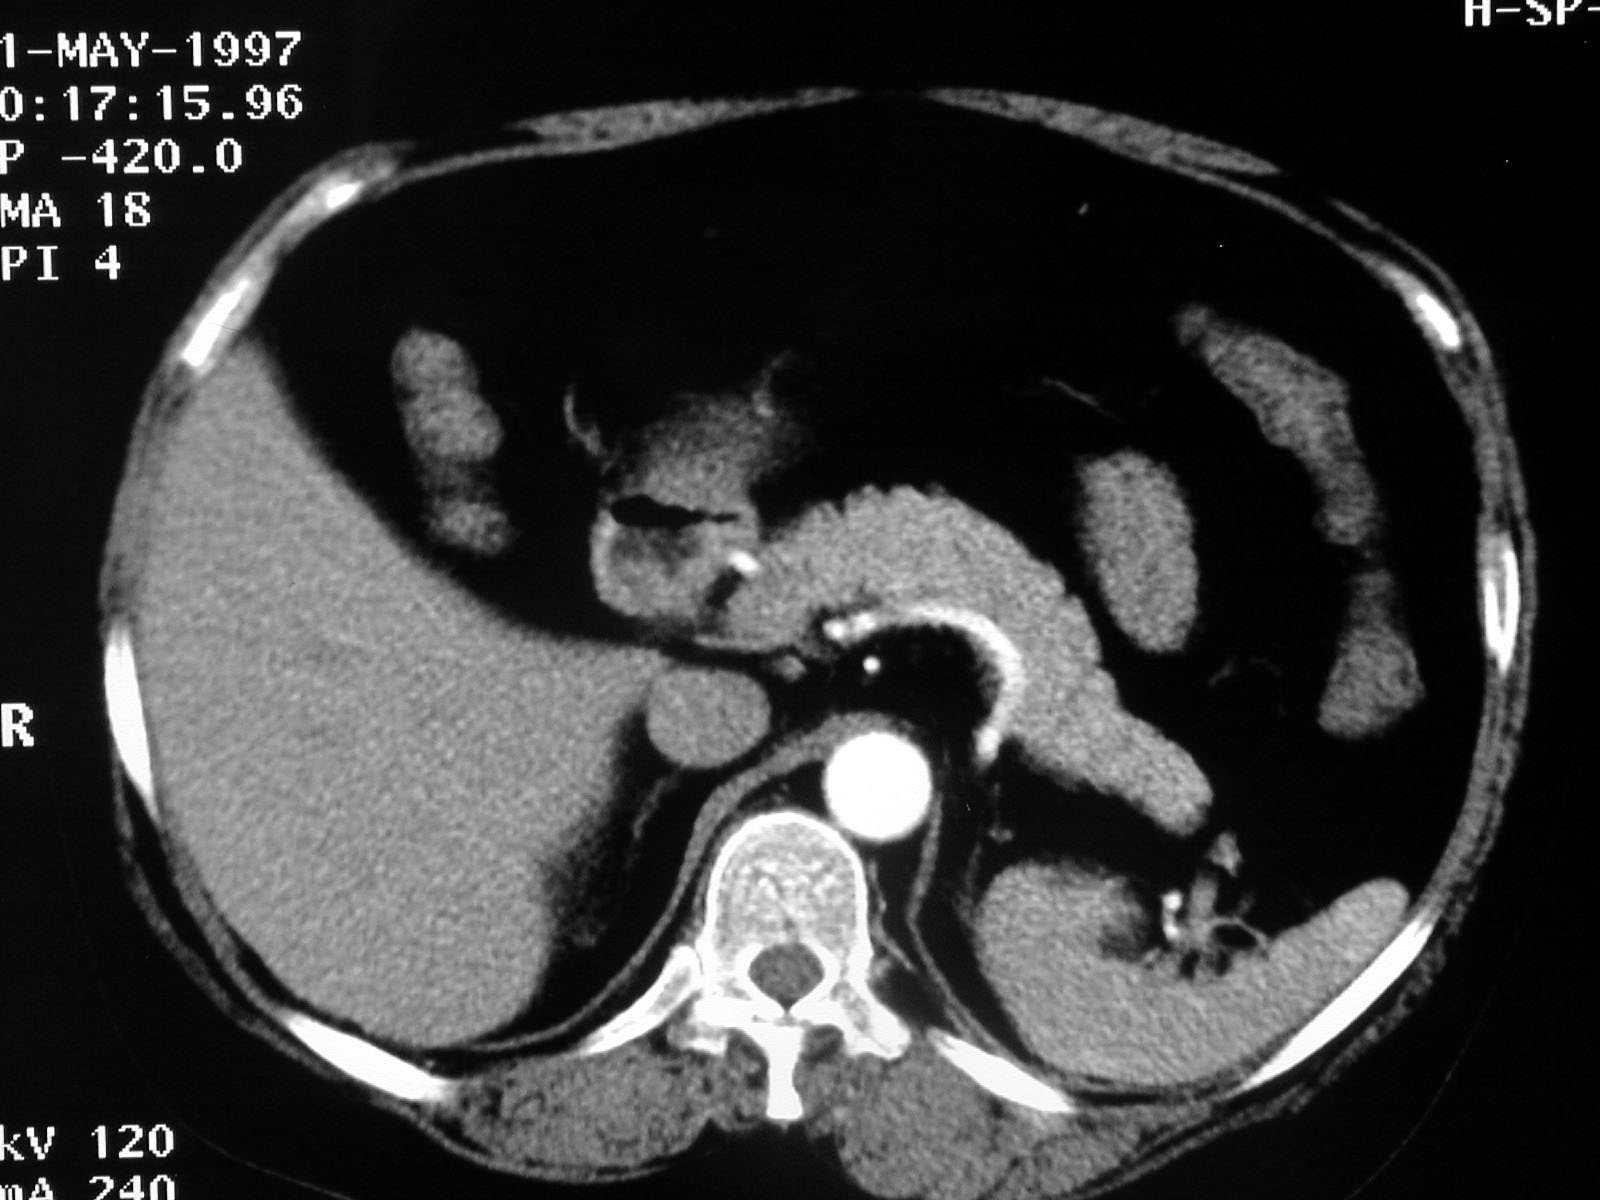 1-MAY-1997
0:17:15.96
P -420.0
MA 18
PI 4
H-SP-
R
kV 120
mA 240